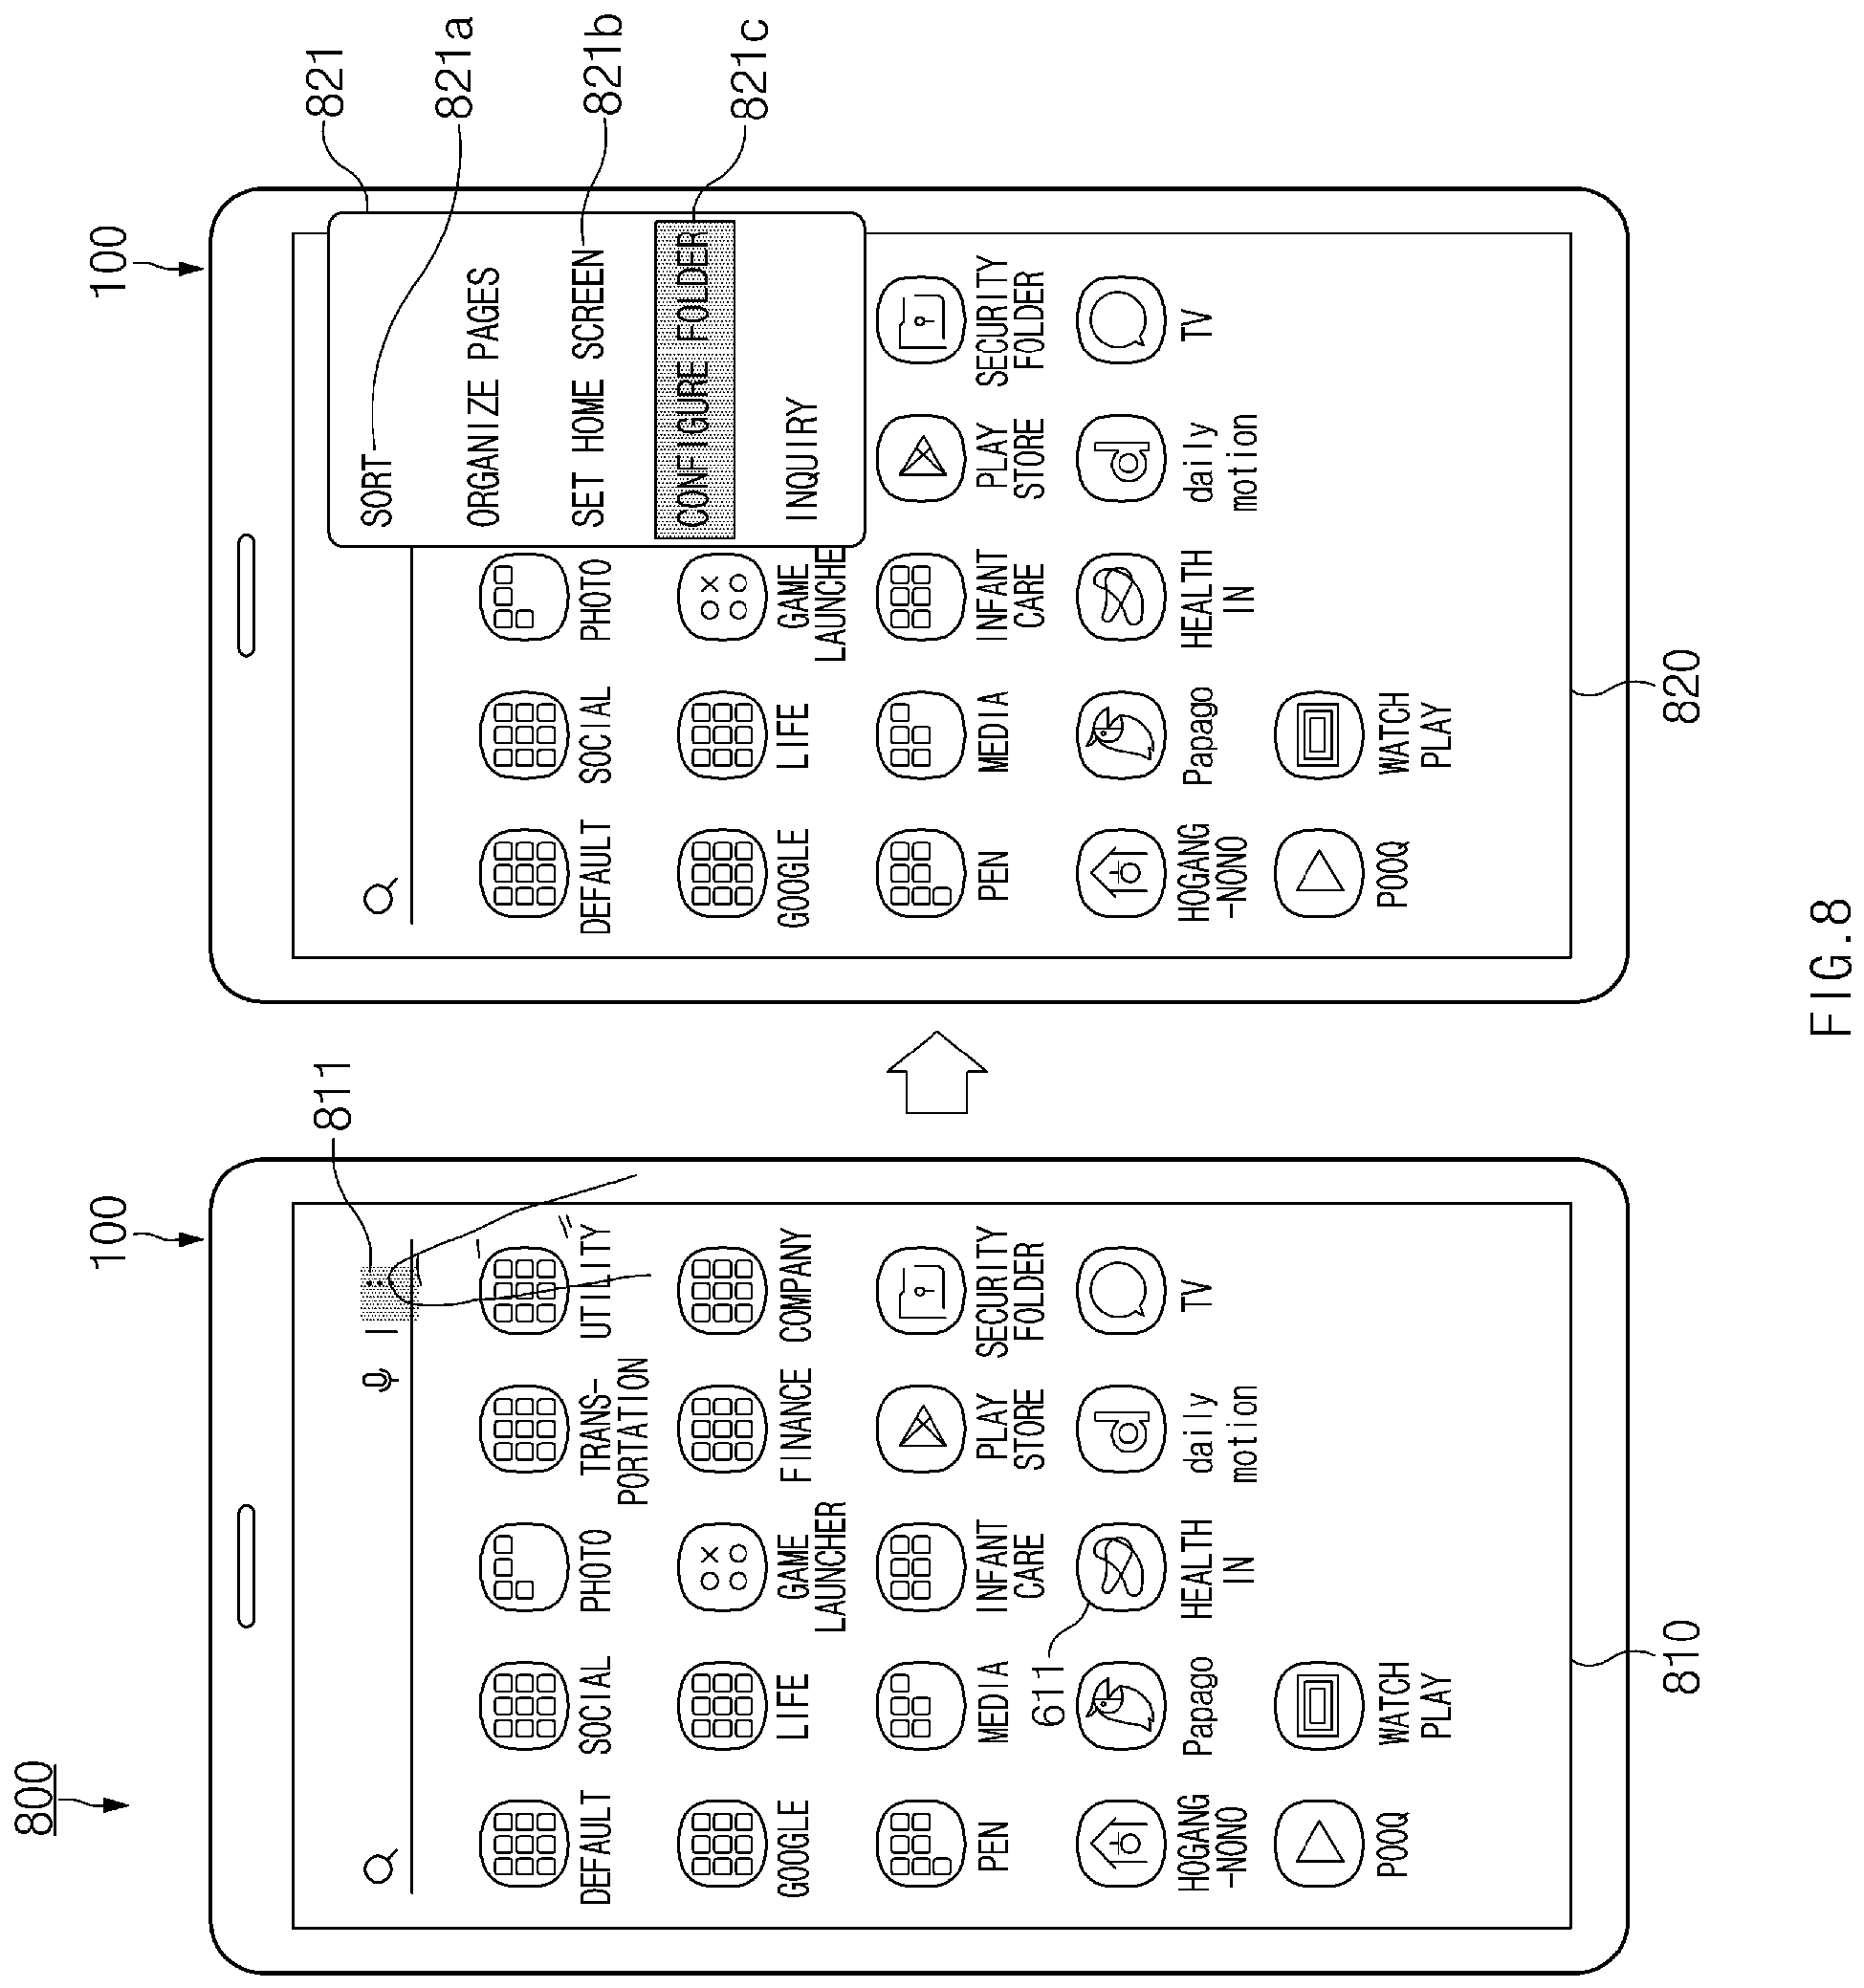 800
100
811
DEFAULT
SOCIAL
PHOTO
TRANS-
PORTATION
UTILITY
GOOGLE
LIFE
GAME
LAUNCHER
FINANCE
COMPANY
PEN
MEDIA
INFANT
CARE
PLAY
STORE
SECURITY
FOLDER
611
HOGANG
-NONO
Papago
HEALTH
IN
daily
motion
TV
POOQ
WATCH
PLAY
810
100
821
821a
821b
821c
SORT
ORGANIZE PAGES
SET HOME SCREEN
CONFIGURE FOLDER
INQUIRY
DEFAULT
SOCIAL
PHOTO
GOOGLE
LIFE
GAME
LAUNCHE
PEN
MEDIA
INFANT
CARE
PLAY
STORE
SECURITY
FOLDER
HOGANG
-NONO
Papago
HEALTH
IN
daily
motion
TV
POOQ
WATCH
PLAY
820
FIG.8